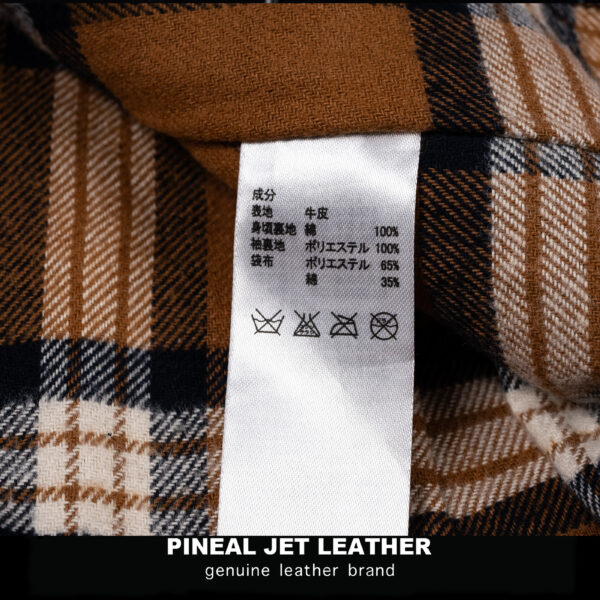 成分
表地 牛皮
身頃裏地 綿 100%
袖裏地 ポリエステル 100%
袋布 ポリエステル 65%
綿 35%
PINEAL JET LEATHER
genuine leather brand